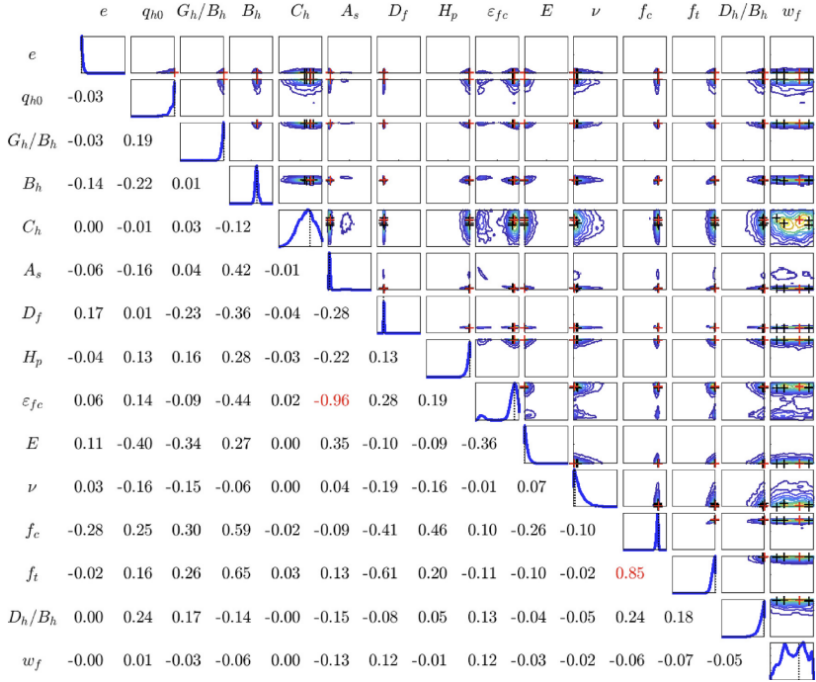 e q_{h0} G_h/B_h B_h C_h A_s D_f H_p ε_{fc} E ν f_c f_t D_h/B_h w_f
e
q_{h0} -0.03
G_h/B_h -0.03 0.19
B_h -0.14 -0.22 0.01
C_h 0.00 -0.01 0.03 -0.12
A_s -0.06 -0.16 0.04 0.42 -0.01
D_f 0.17 0.01 -0.23 -0.36 -0.04 -0.28
H_p -0.04 0.13 0.16 0.28 -0.03 -0.22 0.13
ε_{fc} 0.06 0.14 -0.09 -0.44 0.02 -0.96 0.28 0.19
E 0.11 -0.40 -0.34 0.27 0.00 0.35 -0.10 -0.09 -0.36
ν 0.03 -0.16 -0.15 -0.06 0.00 0.04 -0.19 -0.16 -0.01 0.07
f_c -0.28 0.25 0.30 0.59 -0.02 -0.09 -0.41 0.46 0.10 -0.26 -0.10
f_t -0.02 0.16 0.26 0.65 0.03 0.13 -0.61 0.20 -0.11 -0.10 -0.02 0.85
D_h/B_h 0.00 0.24 0.17 -0.14 -0.00 -0.15 -0.08 0.05 0.13 -0.04 -0.05 0.24 0.18
w_f -0.00 0.01 -0.03 -0.06 0.00 -0.13 0.12 -0.01 0.12 -0.03 -0.02 -0.06 -0.07 -0.05